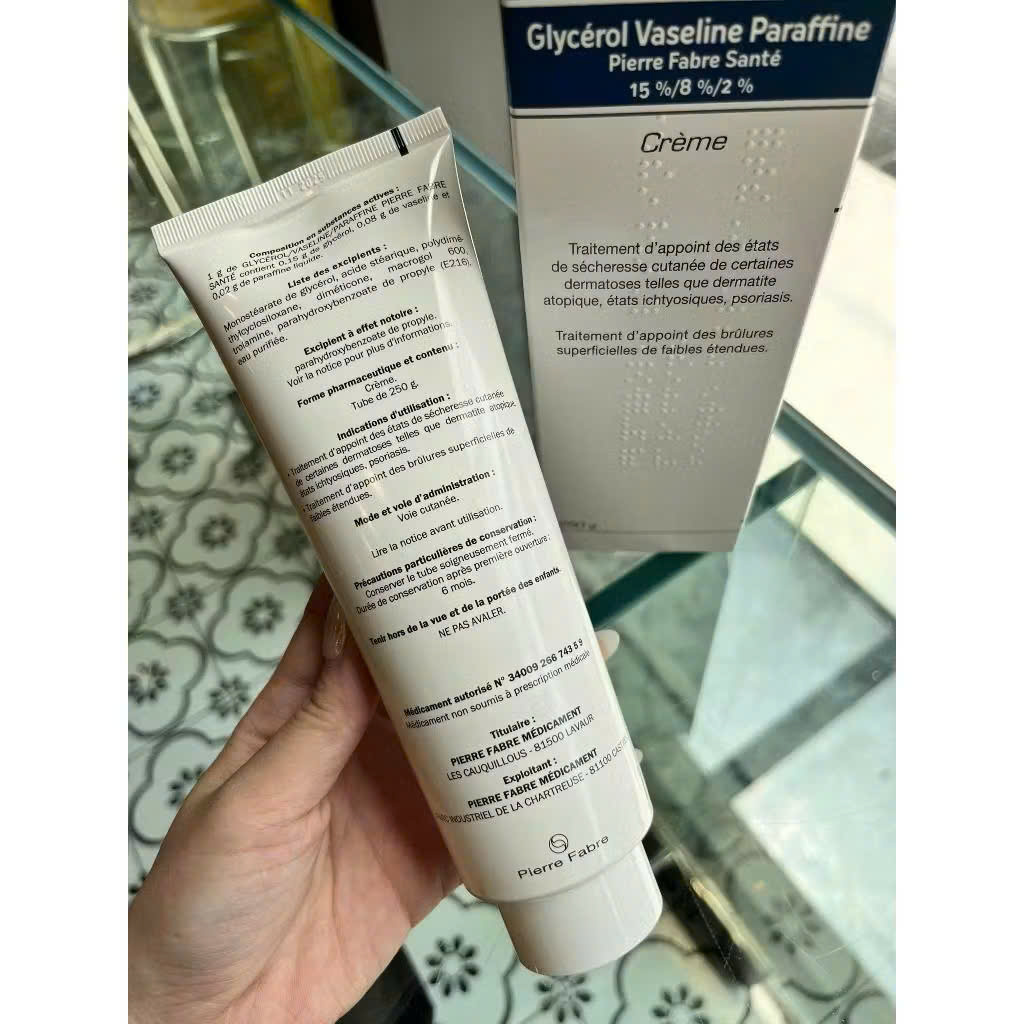 Glycérol Vaseline Paraffine
Pierre Fabre Santé
15 %/8 %/2 %
Crème
Traitement d'appoint des états
de sécheresse cutanée de certaines
dermatoses telles que dermatite
atopique, états ichtyosiques, psoriasis.
Traitement d'appoint des brûlures
superficielles de faibles étendues.
Composition en substances actives :
1 g de GLYCÉROL/VASELINE/PARAFFINE PIERRE FABRE
SANTÉ contient 0,15 g de glycérol, 0,08 g de vaseline et
0,02 g de paraffine liquide.
Liste des excipients :
Monostéarate de glycérol, acide stéarique, polydimé-
thylcyclosiloxane, diméticone, macrogol 600,
trolamine, parahydroxybenzoate de propyle (E216),
eau purifiée.
Excipient à effet notoire :
parahydroxybenzoate de propyle.
Voir la notice pour plus d'informations.
Forme pharmaceutique et contenu :
Crème.
Tube de 250 g.
Indications d'utilisation :
• Traitement d'appoint des états de sécheresse cutanée
de certaines dermatoses telles que dermatite atopique,
états ichtyosiques, psoriasis.
• Traitement d'appoint des brûlures superficielles de
faibles étendues.
Mode et voie d'administration :
Voie cutanée.
Lire la notice avant utilisation.
Précautions particulières de conservation :
Conserver le tube soigneusement fermé.
Durée de conservation après première ouverture :
6 mois.
Tenir hors de la vue et de la portée des enfants.
NE PAS AVALER.
Médicament autorisé N° 34009 266 743 5 9
Médicament non soumis à prescription médicale
Titulaire :
PIERRE FABRE MÉDICAMENT
LES CAUQUILLOUS - 81500 LAVAUR
Exploitant :
PIERRE FABRE MÉDICAMENT
INDUSTRIEL DE LA CHARTREUSE - 81100
Pierre Fabre